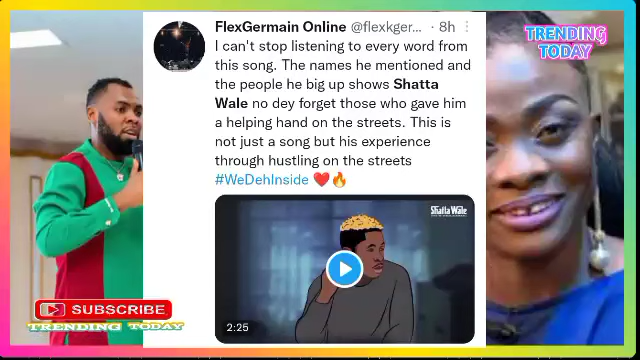 FlexGermain Online @flexkger... · 8h
I can't stop listening to every word from
this song. The names he mentioned and
the people he big up shows Shatta
Wale no dey forget those who gave him
a helping hand on the streets. This is
not just a song but his experience
through hustling on the streets
#WeDehInside ❤️🔥
Shatta Wale
2:25
TRENDING
TODAY
SUBSCRIBE
TRENDING TODAY